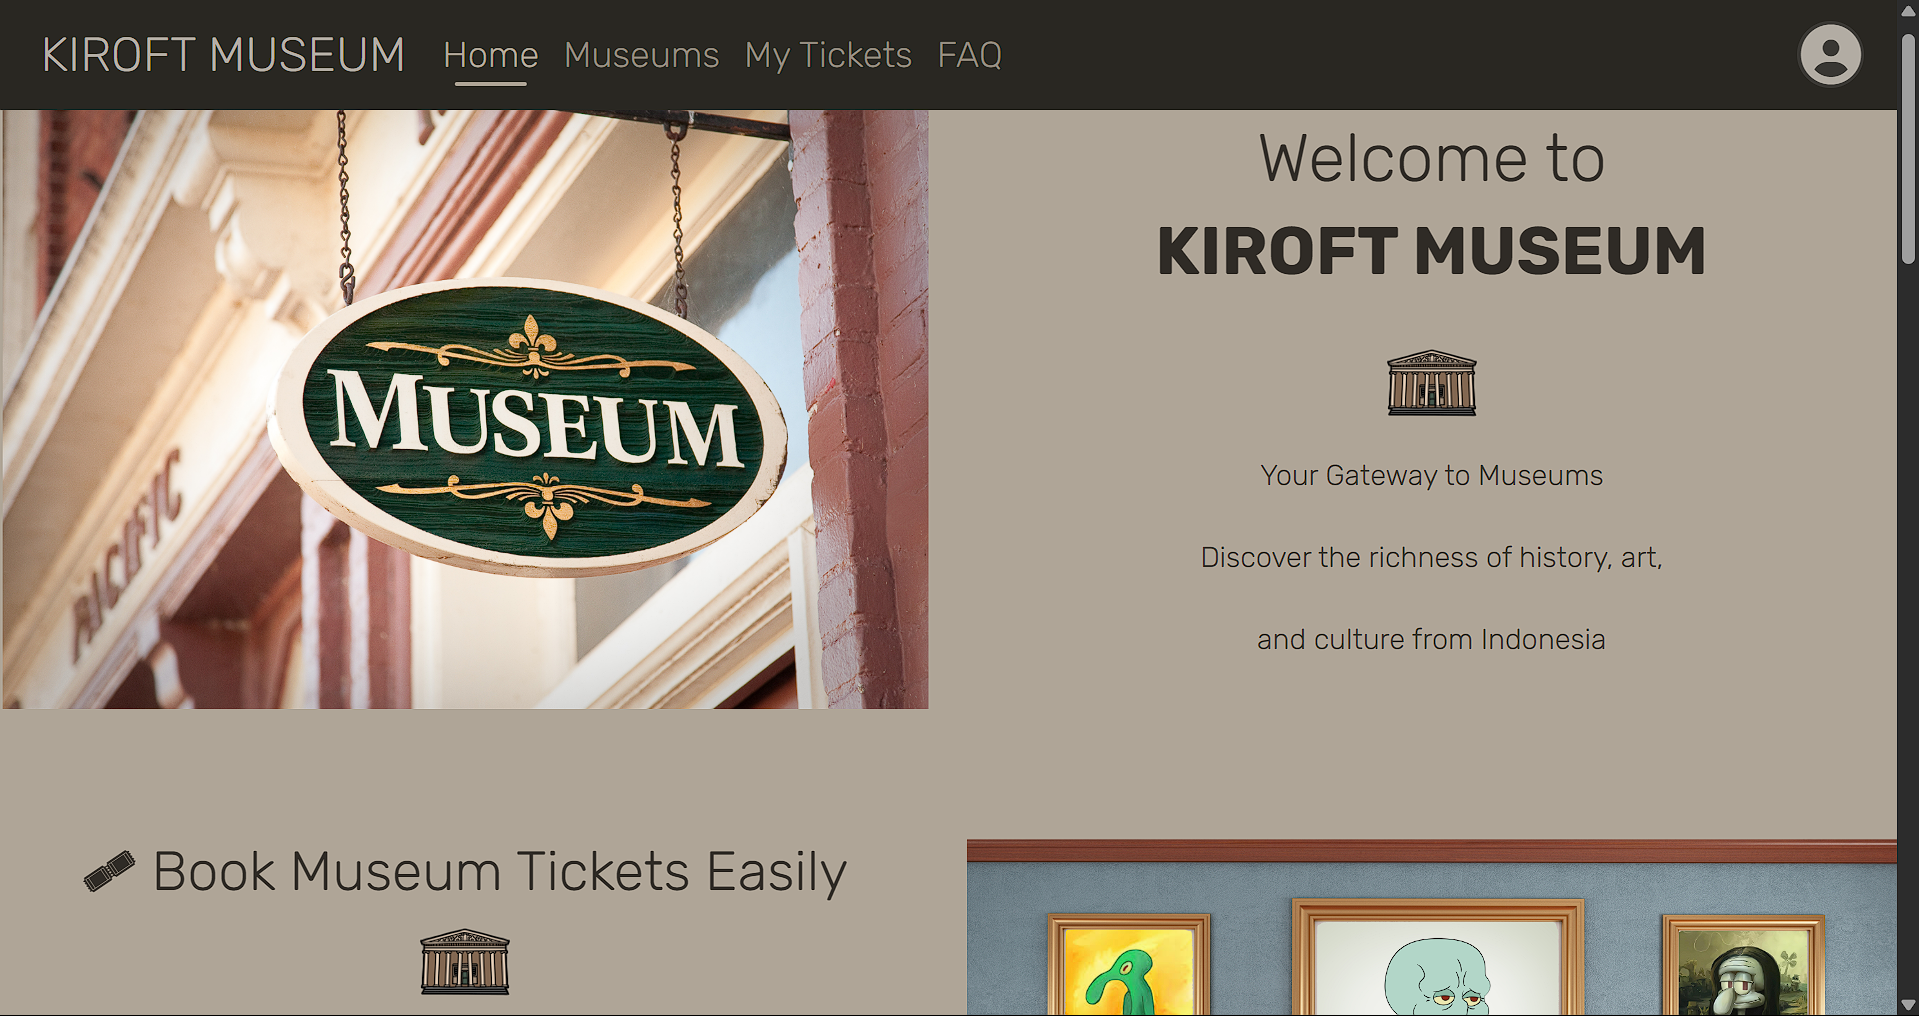 KIROFT MUSEUM
Home
Museums
My Tickets
FAQ
PACIFIC
MUSEUM
Welcome to
KIROFT MUSEUM
Your Gateway to Museums
Discover the richness of history, art,
and culture from Indonesia
Book Museum Tickets Easily